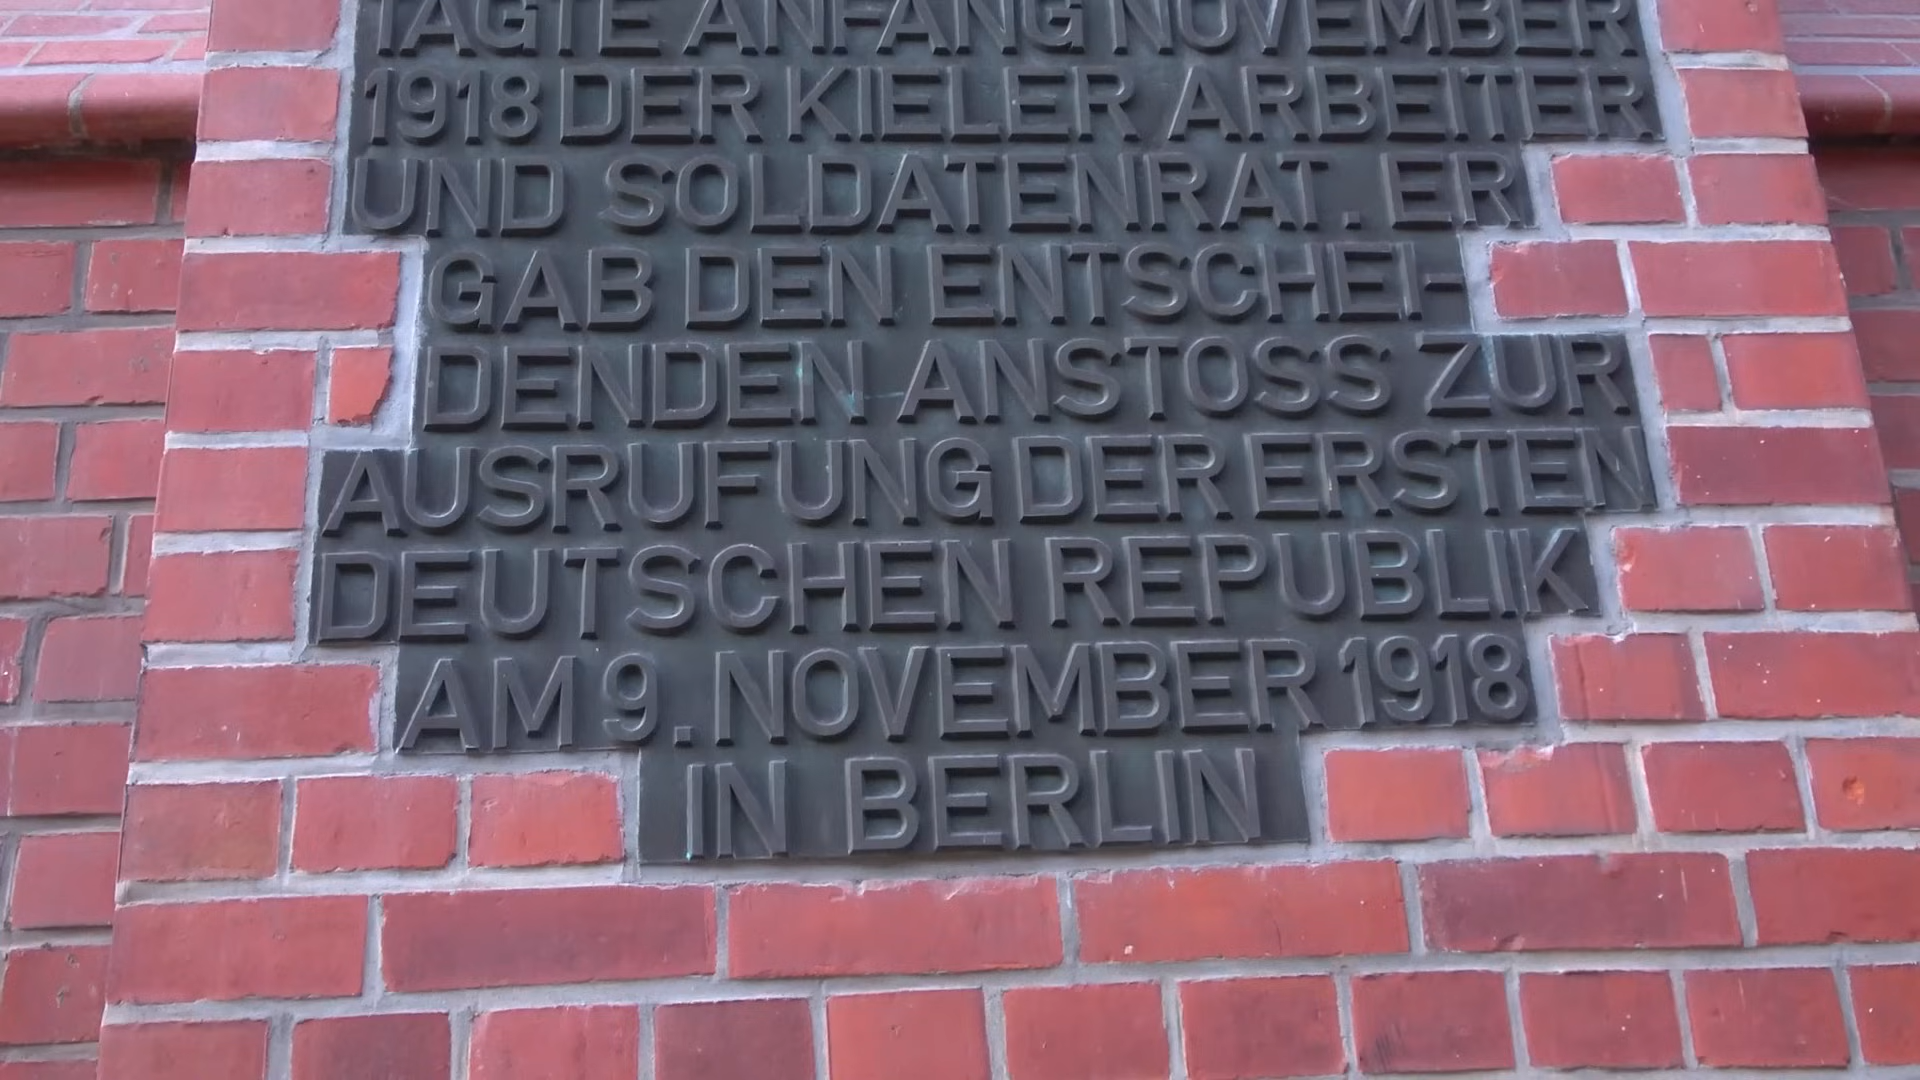 TAGTE ANFANG NOVEMBER
1918 DER KIELER ARBEITER
UND SOLDATENRAT. ER
GAB DEN ENTSCHEI-
DENDEN ANSTOSS ZUR
AUSRUFUNG DER ERSTEN
DEUTSCHEN REPUBLIK
AM 9. NOVEMBER 1918
IN BERLIN